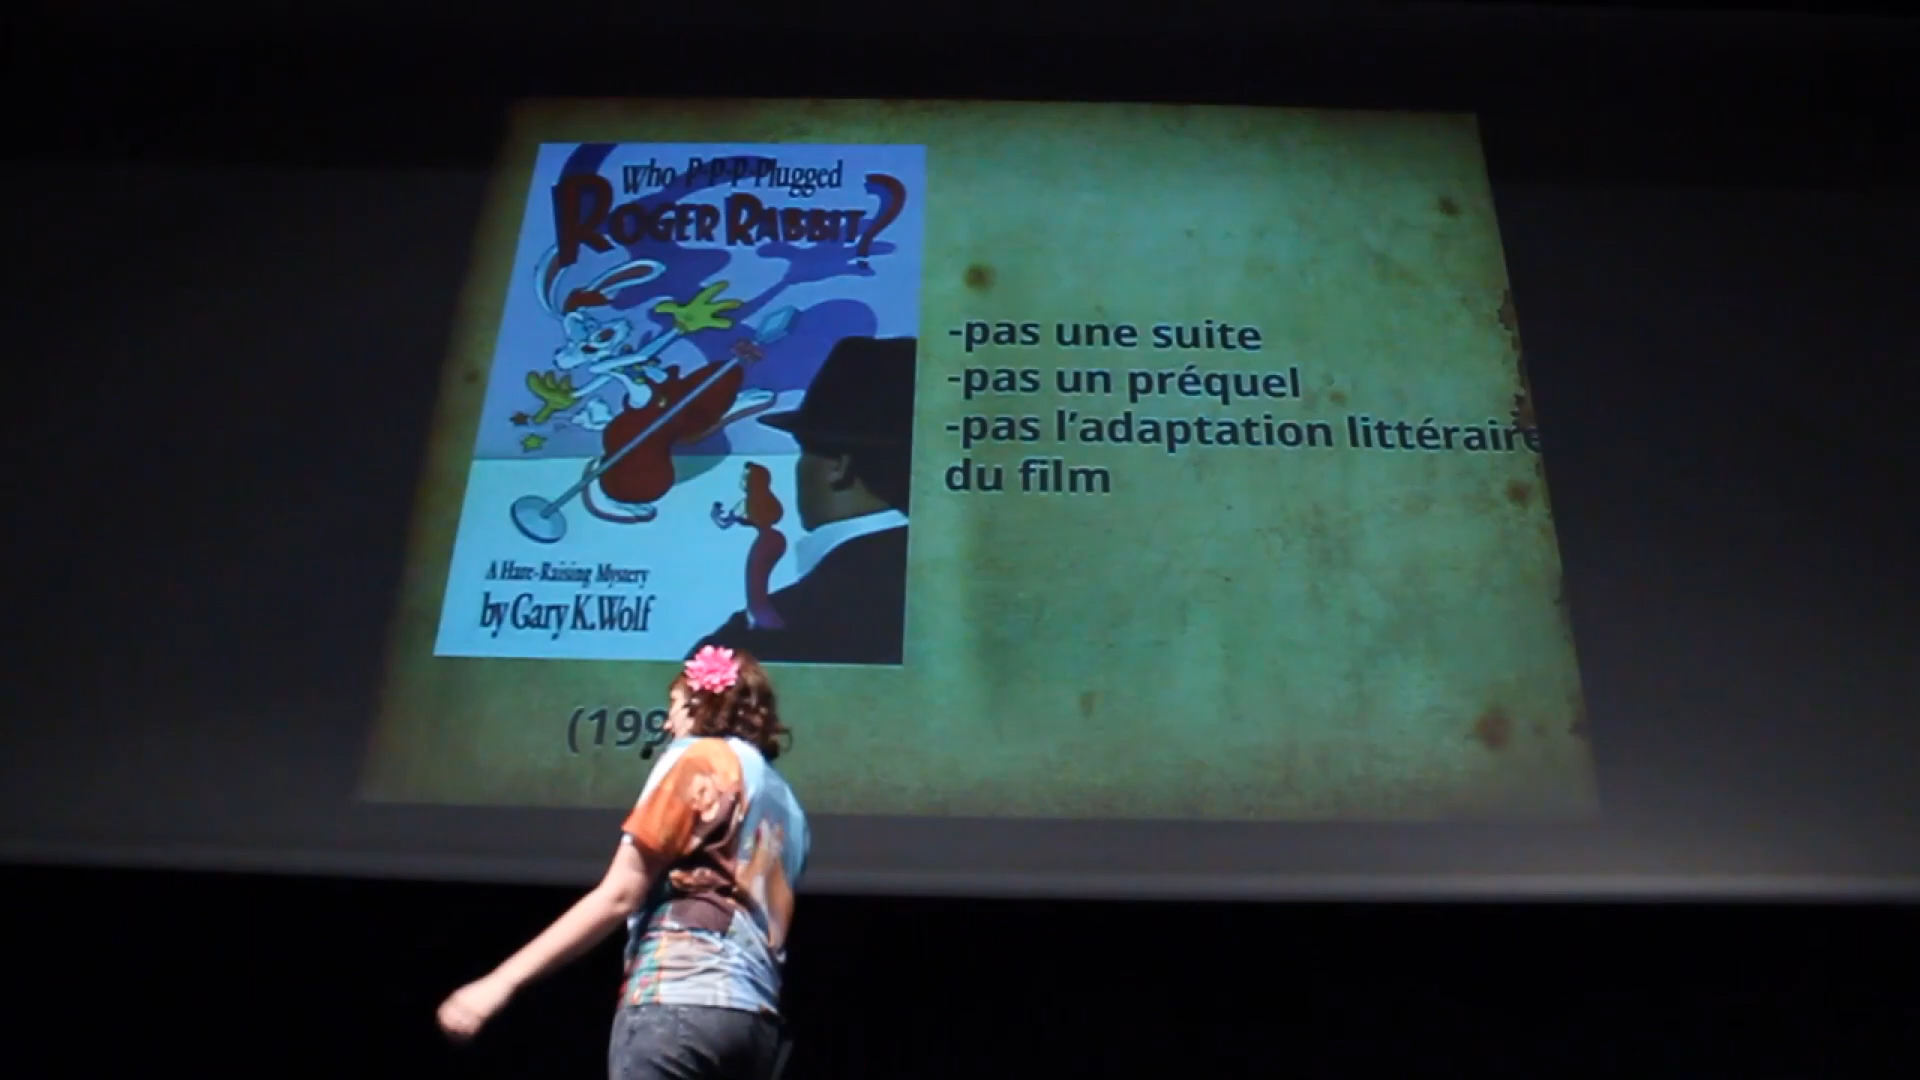 Who P-P-P-Plugged
ROGER RABBIT?
-pas une suite
-pas un préquel
-pas l'adaptation littéraire
du film
A Hare-Raising Mystery
by Gary K. Wolf
(199